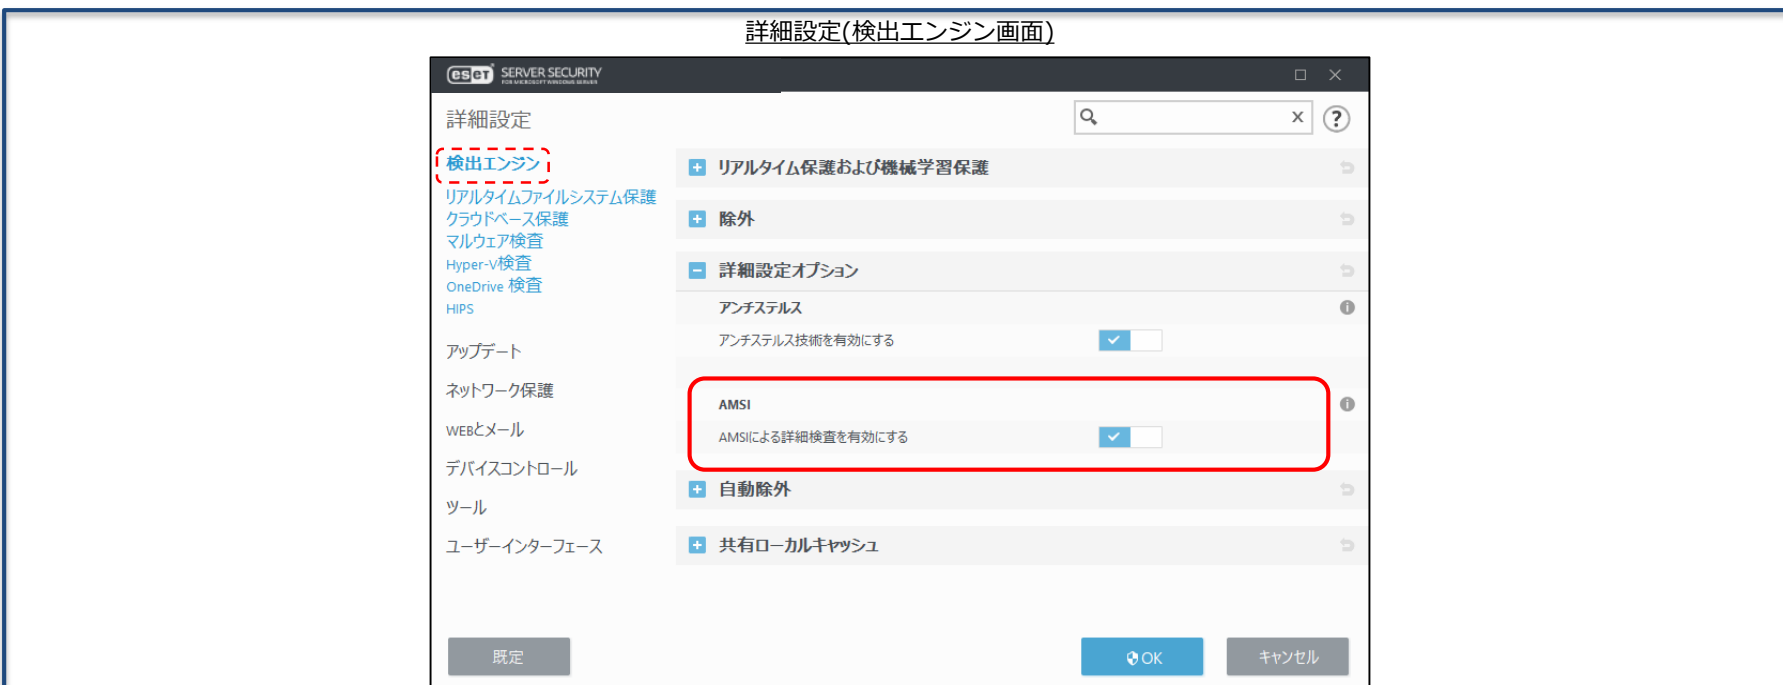 詳細設定(検出エンジン画面)
eset SERVER SECURITY
FOR MICROSOFT WINDOWS SERVER
詳細設定
検出エンジン
リアルタイムファイルシステム保護
クラウドベース保護
マルウェア検査
Hyper-V検査
OneDrive 検査
HIPS
アップデート
ネットワーク保護
WEBとメール
デバイスコントロール
ツール
ユーザーインターフェース
リアルタイム保護および機械学習保護
除外
詳細設定オプション
アンチステルス
アンチステルス技術を有効にする
AMSI
AMSIによる詳細検査を有効にする
自動除外
共有ローカルキャッシュ
既定
OK
キャンセル